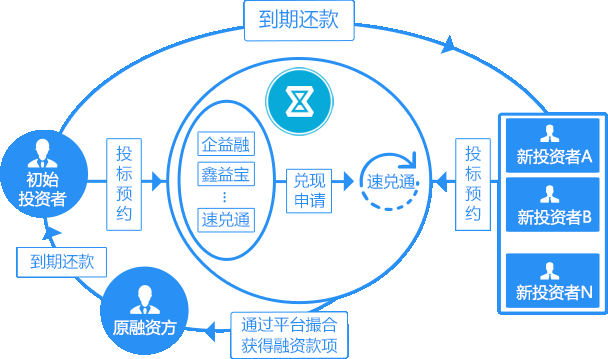 到期还款
初始
投资者
投
标
预
约
企益融
鑫益宝
⋮
速兑通
兑现
申请
速兑通
投
标
预
约
新投资者A
新投资者B
新投资者N
到期还款
原融资方
通过平台撮合
获得融资款项